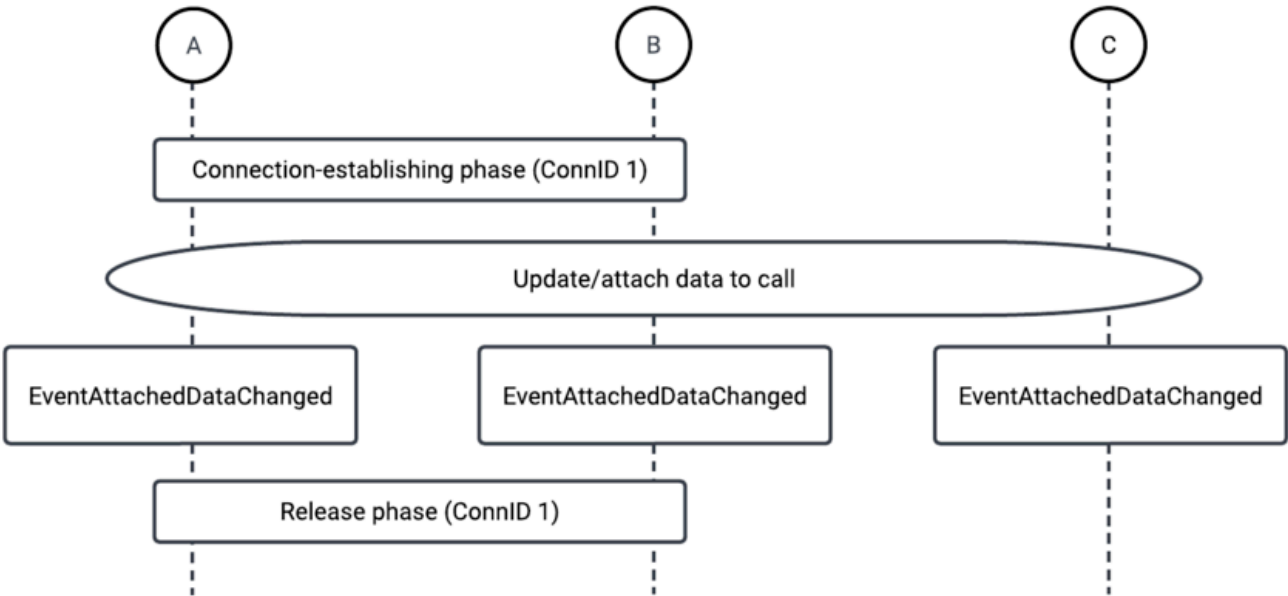 A
B
C
Connection-establishing phase (ConnID 1)
Update/attach data to call
EventAttachedDataChanged
EventAttachedDataChanged
EventAttachedDataChanged
Release phase (ConnID 1)